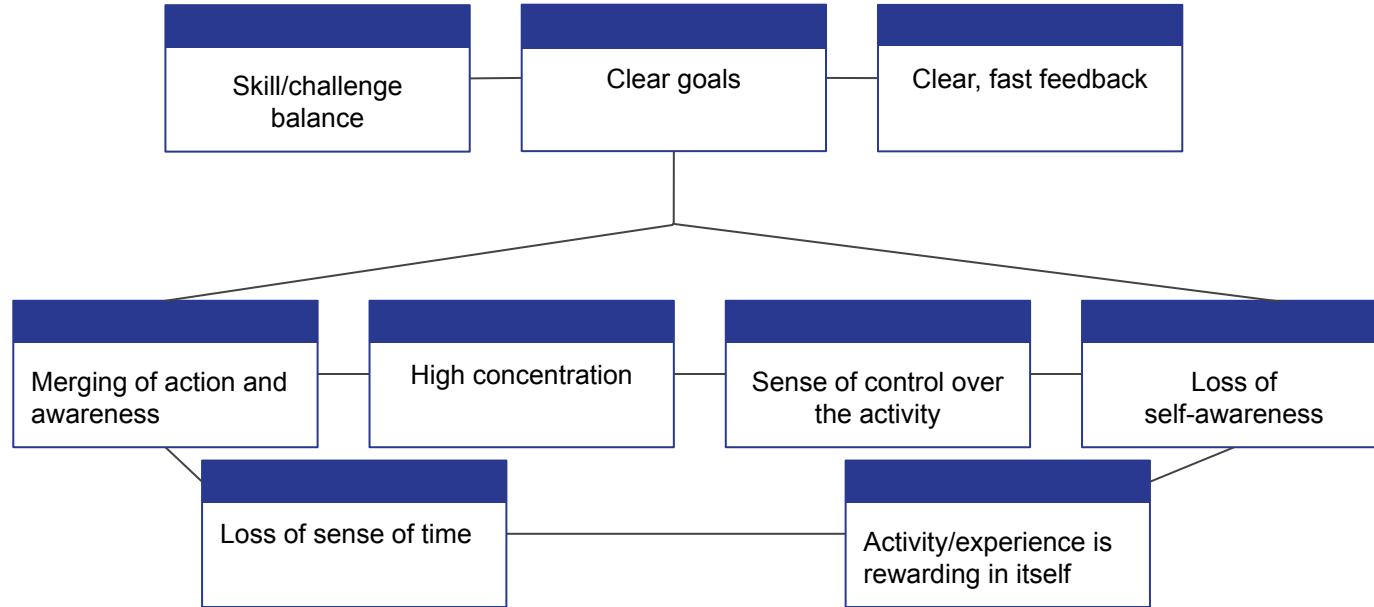 Skill/challenge
balance
Clear goals
Clear, fast feedback
Merging of action and
awareness
High concentration
Sense of control over
the activity
Loss of
self-awareness
Loss of sense of time
Activity/experience is
rewarding in itself